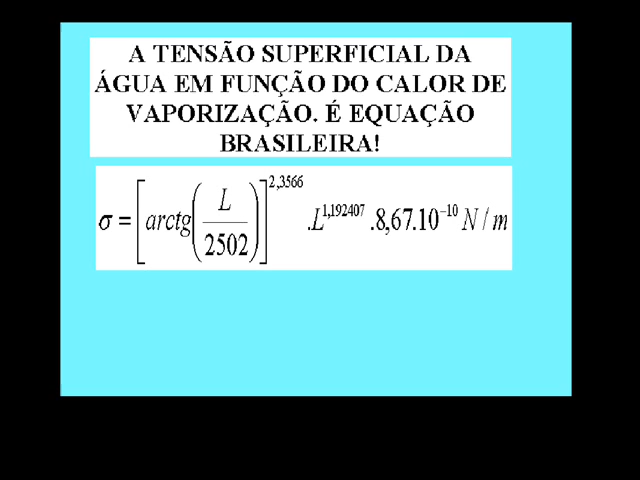 A TENSÃO SUPERFICIAL DA
ÁGUA EM FUNÇÃO DO CALOR DE
VAPORIZAÇÃO. É EQUAÇÃO
BRASILEIRA!
σ = [arctg(L/2502)]^2,3566 .L^1,192407 .8,67.10^−10 N / m